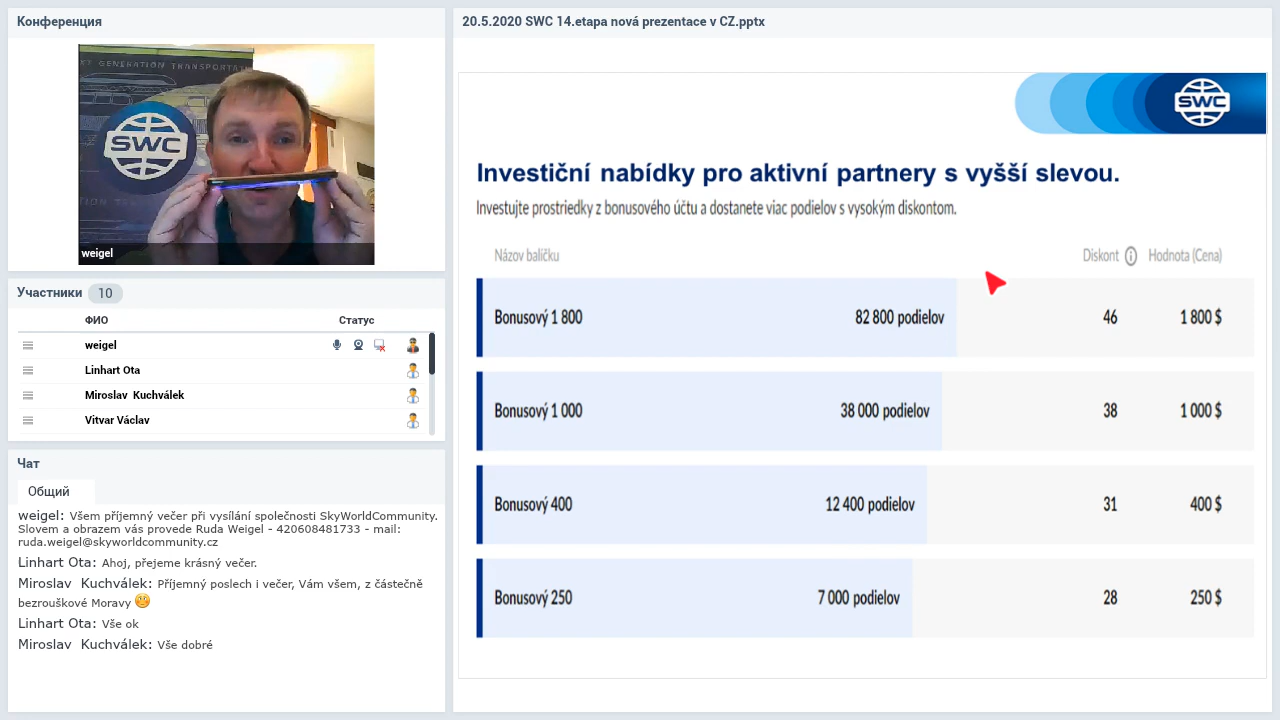 Конференция
XT GENERATION TRANSPORTAT
SWC
weigel
Участники 10
ФИО Статус
weigel
Linhart Ota
Miroslav Kuchválek
Vitvar Václav
Чат
Общий
weigel: Všem příjemný večer při vysílání společnosti SkyWorldCommunity.
Slovem a obrazem vás provede Ruda Weigel - 420608481733 - mail:
ruda.weigel@skyworldcommunity.cz
Linhart Ota: Ahoj, přejeme krásný večer.
Miroslav Kuchválek: Příjemný poslech i večer, Vám všem, z částečně
bezrouškové Moravy
Linhart Ota: Vše ok
Miroslav Kuchválek: Vše dobré
20.5.2020 SWC 14.etapa nová prezentace v CZ.pptx
SWC
Investiční nabídky pro aktivní partnery s vyšší slevou.
Investujte prostriedky z bonusového účtu a dostanete viac podielov s vysokým diskontom.
Názov balíčku Diskont Hodnota (Cena)
Bonusový 1 800 82 800 podielov 46 1 800 $
Bonusový 1 000 38 000 podielov 38 1 000 $
Bonusový 400 12 400 podielov 31 400 $
Bonusový 250 7 000 podielov 28 250 $